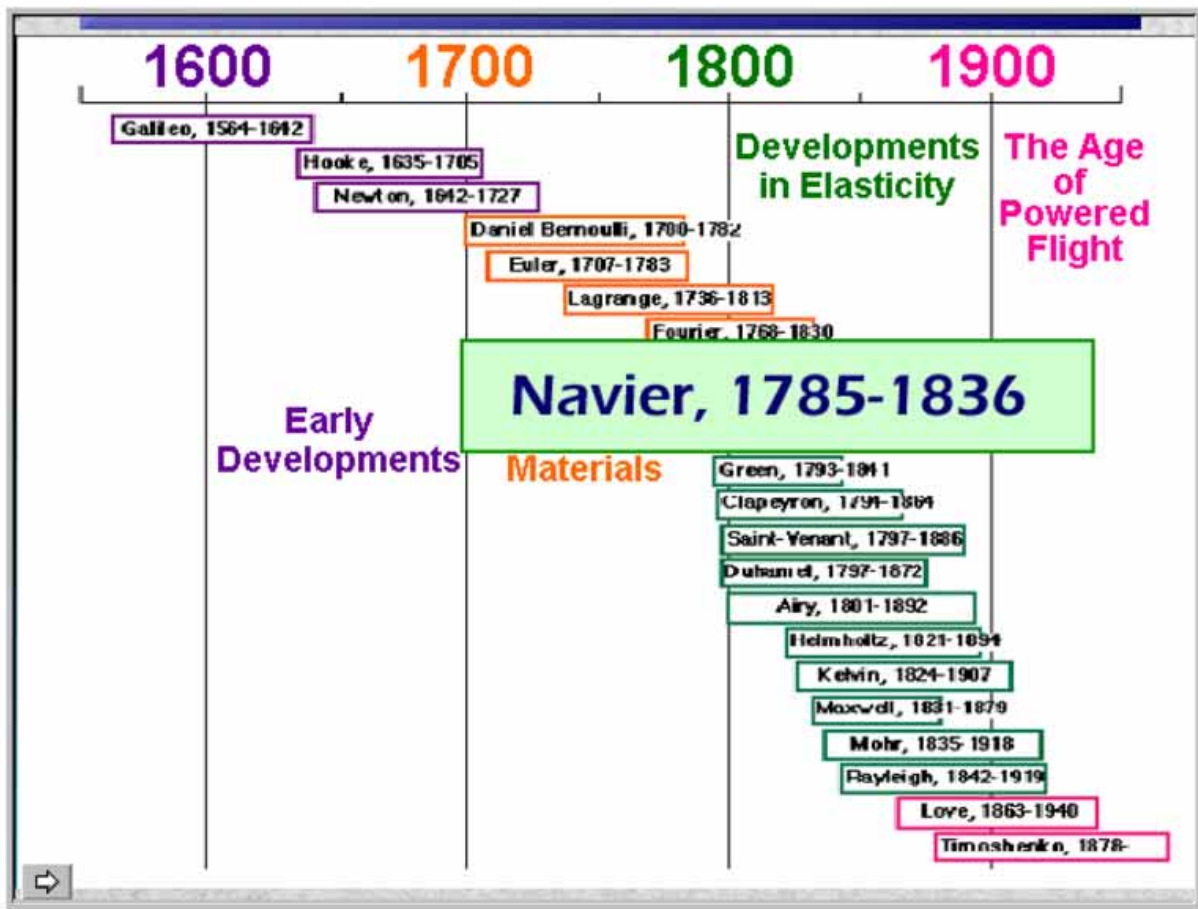 1600 1700 1800 1900
Galileo, 1564-1642
Hooke, 1635-1705
Newton, 1642-1727
Daniel Bernoulli, 1700-1782
Euler, 1707-1783
Lagrange, 1736-1813
Fourier, 1768-1830
Developments
in Elasticity
The Age
of
Powered
Flight
Navier, 1785-1836
Early
Developments
Materials
Green, 1793-1841
Clapeyron, 1794-1864
Saint-Venant, 1797-1886
Duhamel, 1797-1872
Airy, 1801-1892
Helmholtz, 1821-1894
Kelvin, 1824-1907
Maxwell, 1831-1879
Mohr, 1835-1918
Rayleigh, 1842-1919
Love, 1863-1940
Timoshenko, 1878-